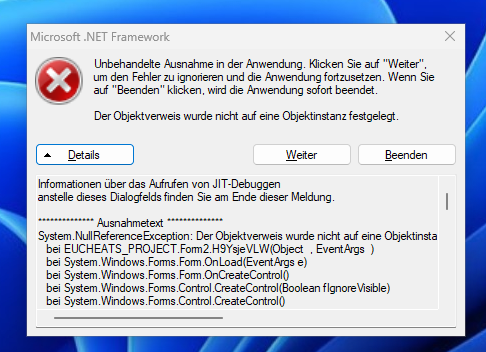 Microsoft .NET Framework
Unbehandelte Ausnahme in der Anwendung. Klicken Sie auf "Weiter",
um den Fehler zu ignorieren und die Anwendung fortzusetzen. Wenn Sie
auf "Beenden" klicken, wird die Anwendung sofort beendet.
Der Objektverweis wurde nicht auf eine Objektinstanz festgelegt.
Details
Weiter
Beenden
Informationen über das Aufrufen von JIT-Debuggen
anstelle dieses Dialogfelds finden Sie am Ende dieser Meldung.
************** Ausnahmetext **************
System.NullReferenceException: Der Objektverweis wurde nicht auf eine Objektinsta
bei EUCHEATS_PROJECT.Form2.H9YsjeVLW(Object , EventArgs )
bei System.Windows.Forms.Form.OnLoad(EventArgs e)
bei System.Windows.Forms.Form.OnCreateControl()
bei System.Windows.Forms.Control.CreateControl(Boolean fIgnoreVisible)
bei System.Windows.Forms.Control.CreateControl()